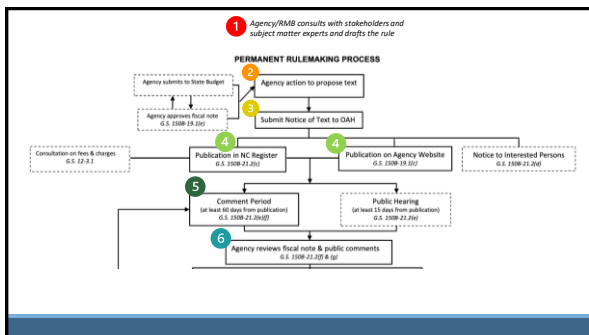 1 Agency/RMB consults with stakeholders and
subject matter experts and drafts the rule
PERMANENT RULEMAKING PROCESS
Agency submits to State Budget
2 Agency action to propose text
Agency approves fiscal note
G.S. 150B-19.1(e)
3 Submit Notice of Text to OAH
Consultation on fees & charges
G.S. 12-3.1
4 Publication in NC Register
G.S. 150B-21.2(c)
4 Publication on Agency Website
G.S. 150B-19.1(c)
Notice to Interested Persons
G.S. 150B-21.2(d)
5 Comment Period
(at least 60 days from publication)
G.S. 150B-21.2(e)(f)
Public Hearing
(at least 15 days from publication)
G.S. 150B-21.2(e)
6 Agency reviews fiscal note & public comments
G.S. 150B-21.2(f) & (g)